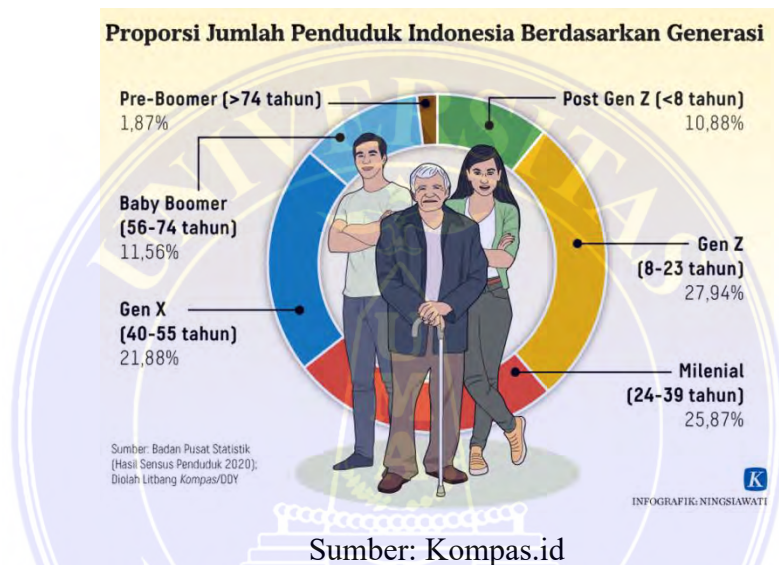 Proporsi Jumlah Penduduk Indonesia Berdasarkan Generasi
Pre-Boomer (>74 tahun)
1,87%
Post Gen Z (<8 tahun)
10,88%
Baby Boomer
(56-74 tahun)
11,56%
Gen Z
(8-23 tahun)
27,94%
Gen X
(40-55 tahun)
21,88%
Milenial
(24-39 tahun)
25,87%
Sumber: Badan Pusat Statistik
(Hasil Sensus Penduduk 2020);
Diolah Litbang Kompas/DDY
K
INFOGRAFIK: NINGSIAWATI
UNIVERSITAS
Sumber: Kompas.id